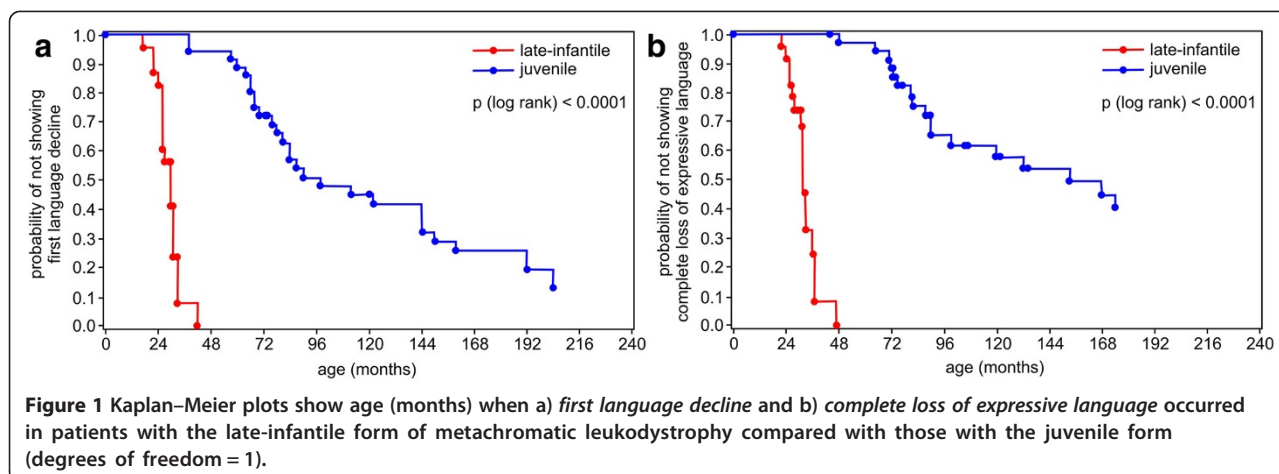 a
1.0
0.9
0.8
0.7
0.6
0.5
0.4
0.3
0.2
0.1
0.0
probability of not showing
first language decline
late-infantile
juvenile
p (log rank) < 0.0001
0 24 48 72 96 120 144 168 192 216 240
age (months)
b
1.0
0.9
0.8
0.7
0.6
0.5
0.4
0.3
0.2
0.1
0.0
probability of not showing
complete loss of expressive language
late-infantile
juvenile
p (log rank) < 0.0001
0 24 48 72 96 120 144 168 192 216 240
age (months)
Figure 1 Kaplan–Meier plots show age (months) when a) first language decline and b) complete loss of expressive language occurred
in patients with the late-infantile form of metachromatic leukodystrophy compared with those with the juvenile form
(degrees of freedom = 1).